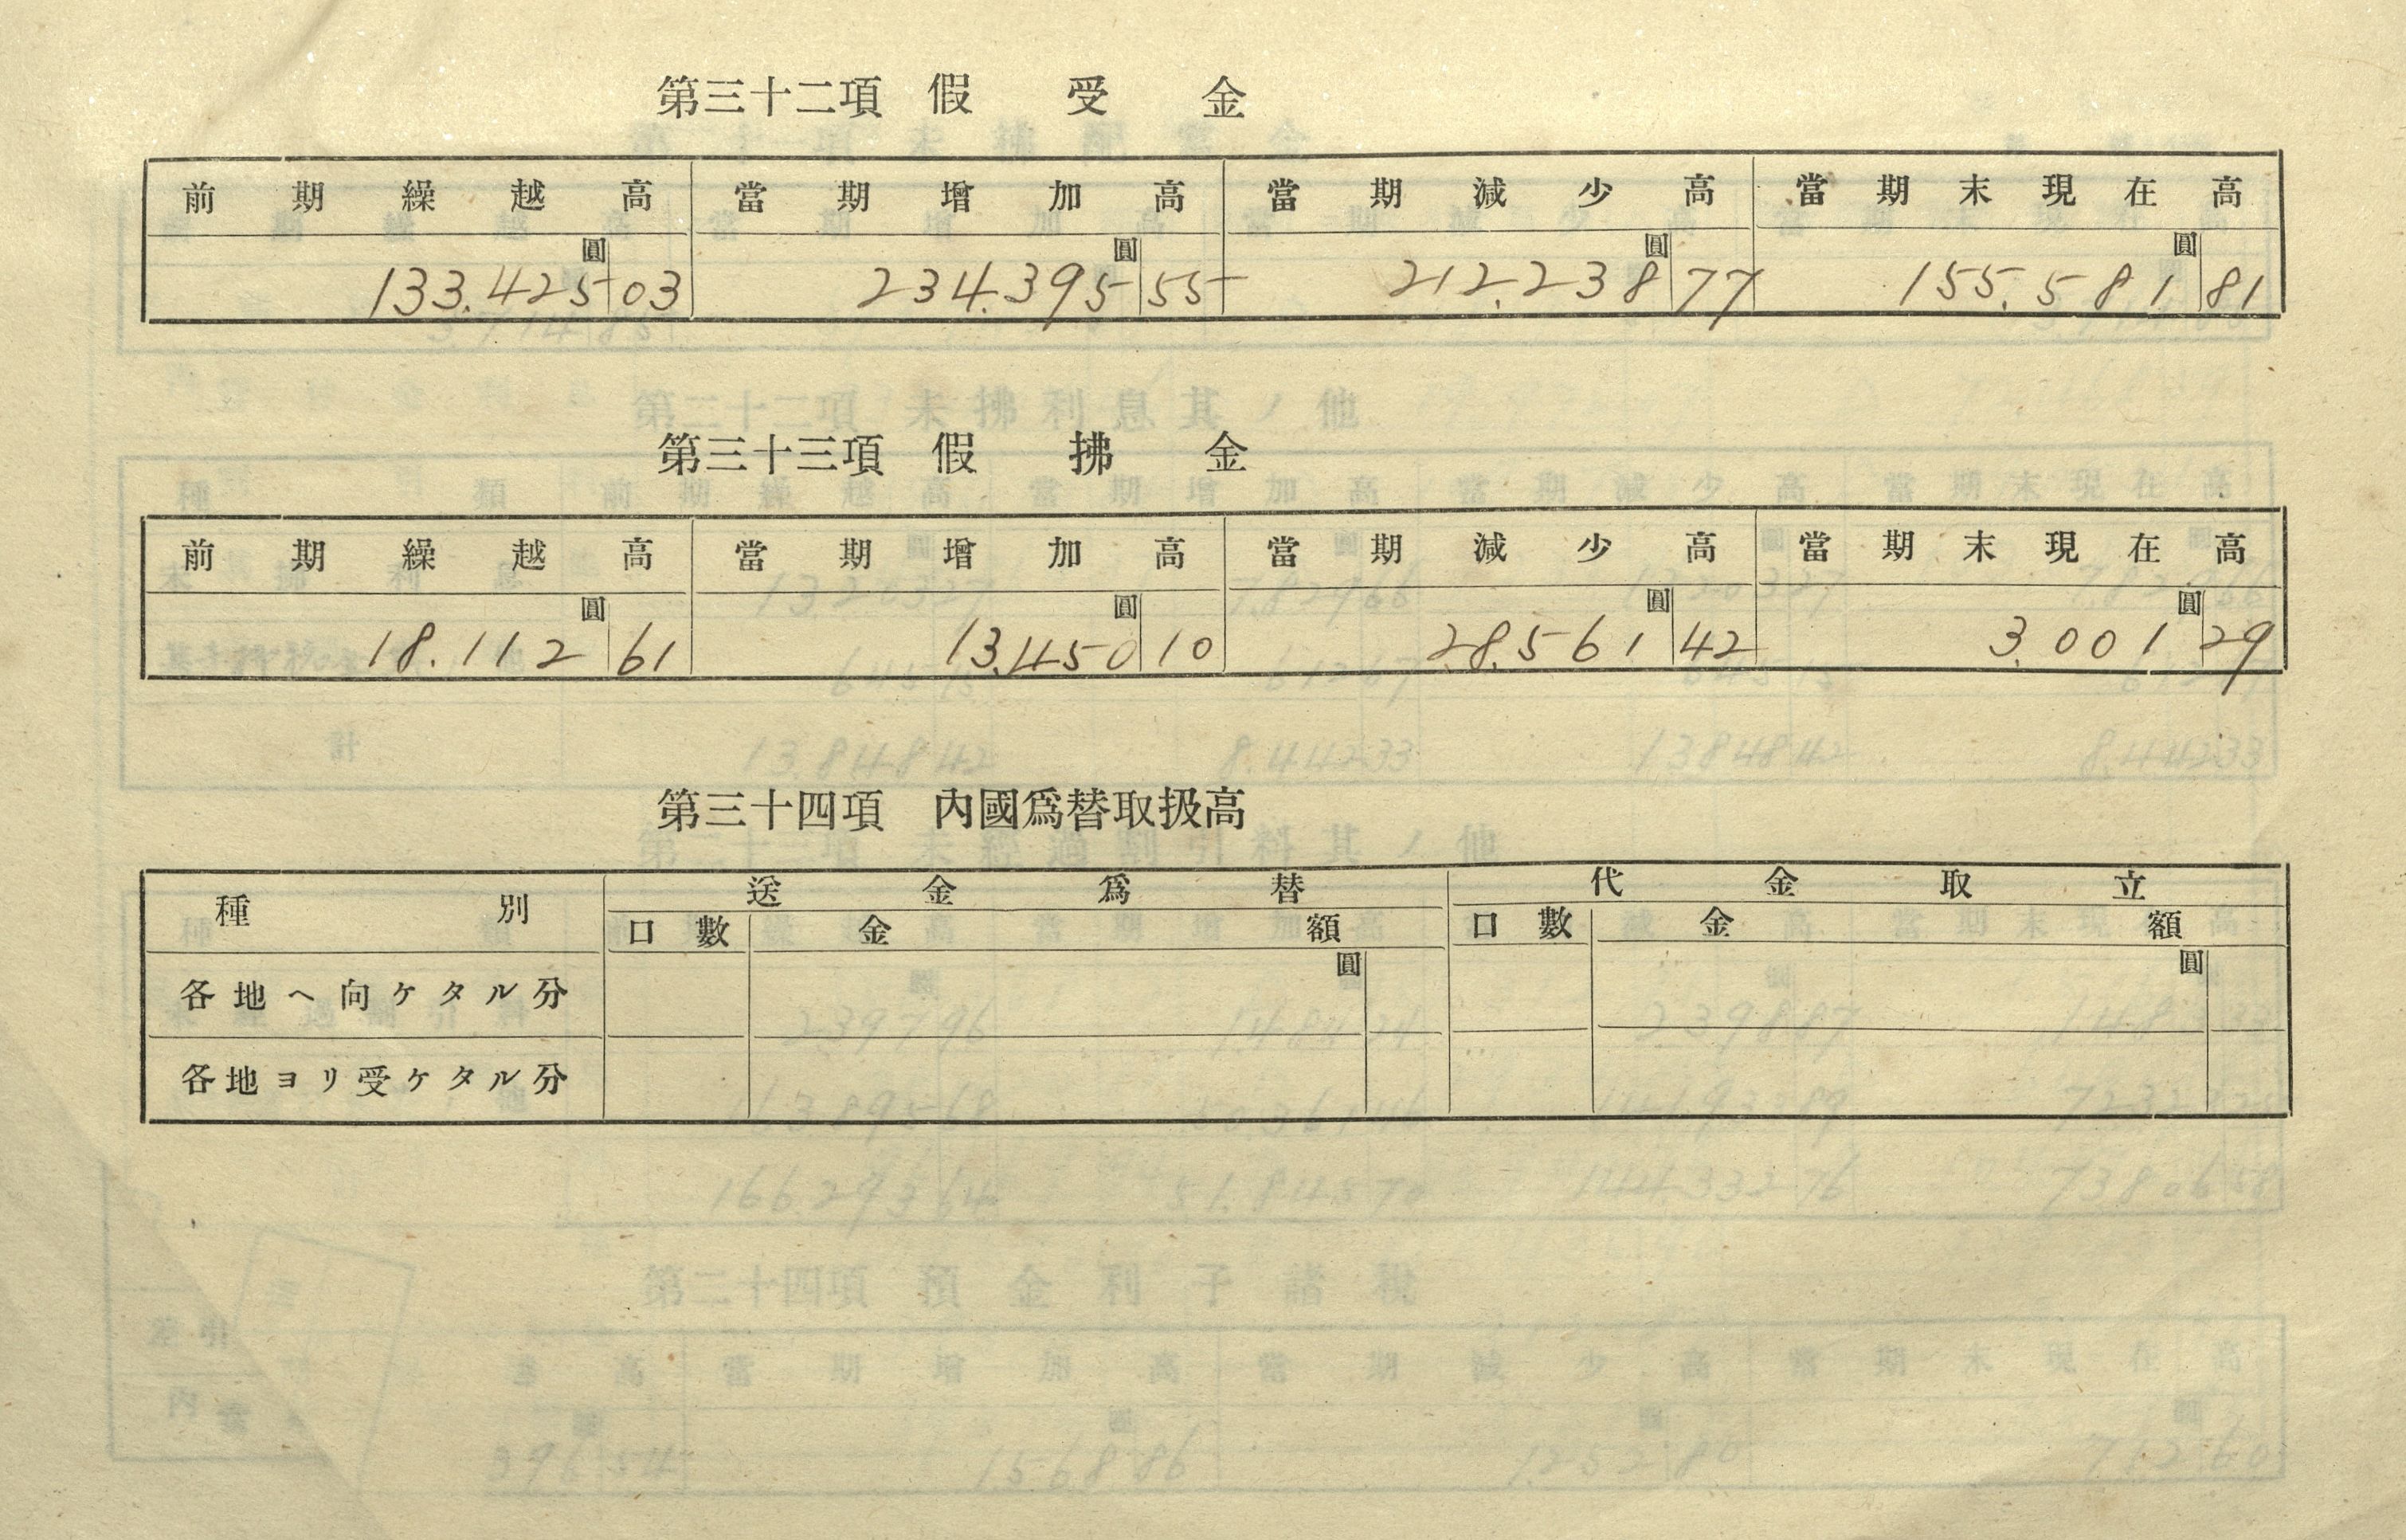 第三十二項 假受金
前期繰越高 當期增加高 當期減少高 當期末現在高
圓 圓 圓 圓
133.425 03 234.395 55 212.238 77 155.581 81
第三十三項 假拂金
前期繰越高 當期增加高 當期減少高 當期末現在高
圓 圓 圓 圓
18.112 61 13.450 10 28.561 42 3.001 29
第三十四項 內國爲替取扱高
種別 送金爲替 代金取立
口數 金額 口數 金額
圓 圓
各地ヘ向ケタル分
各地ヨリ受ケタル分